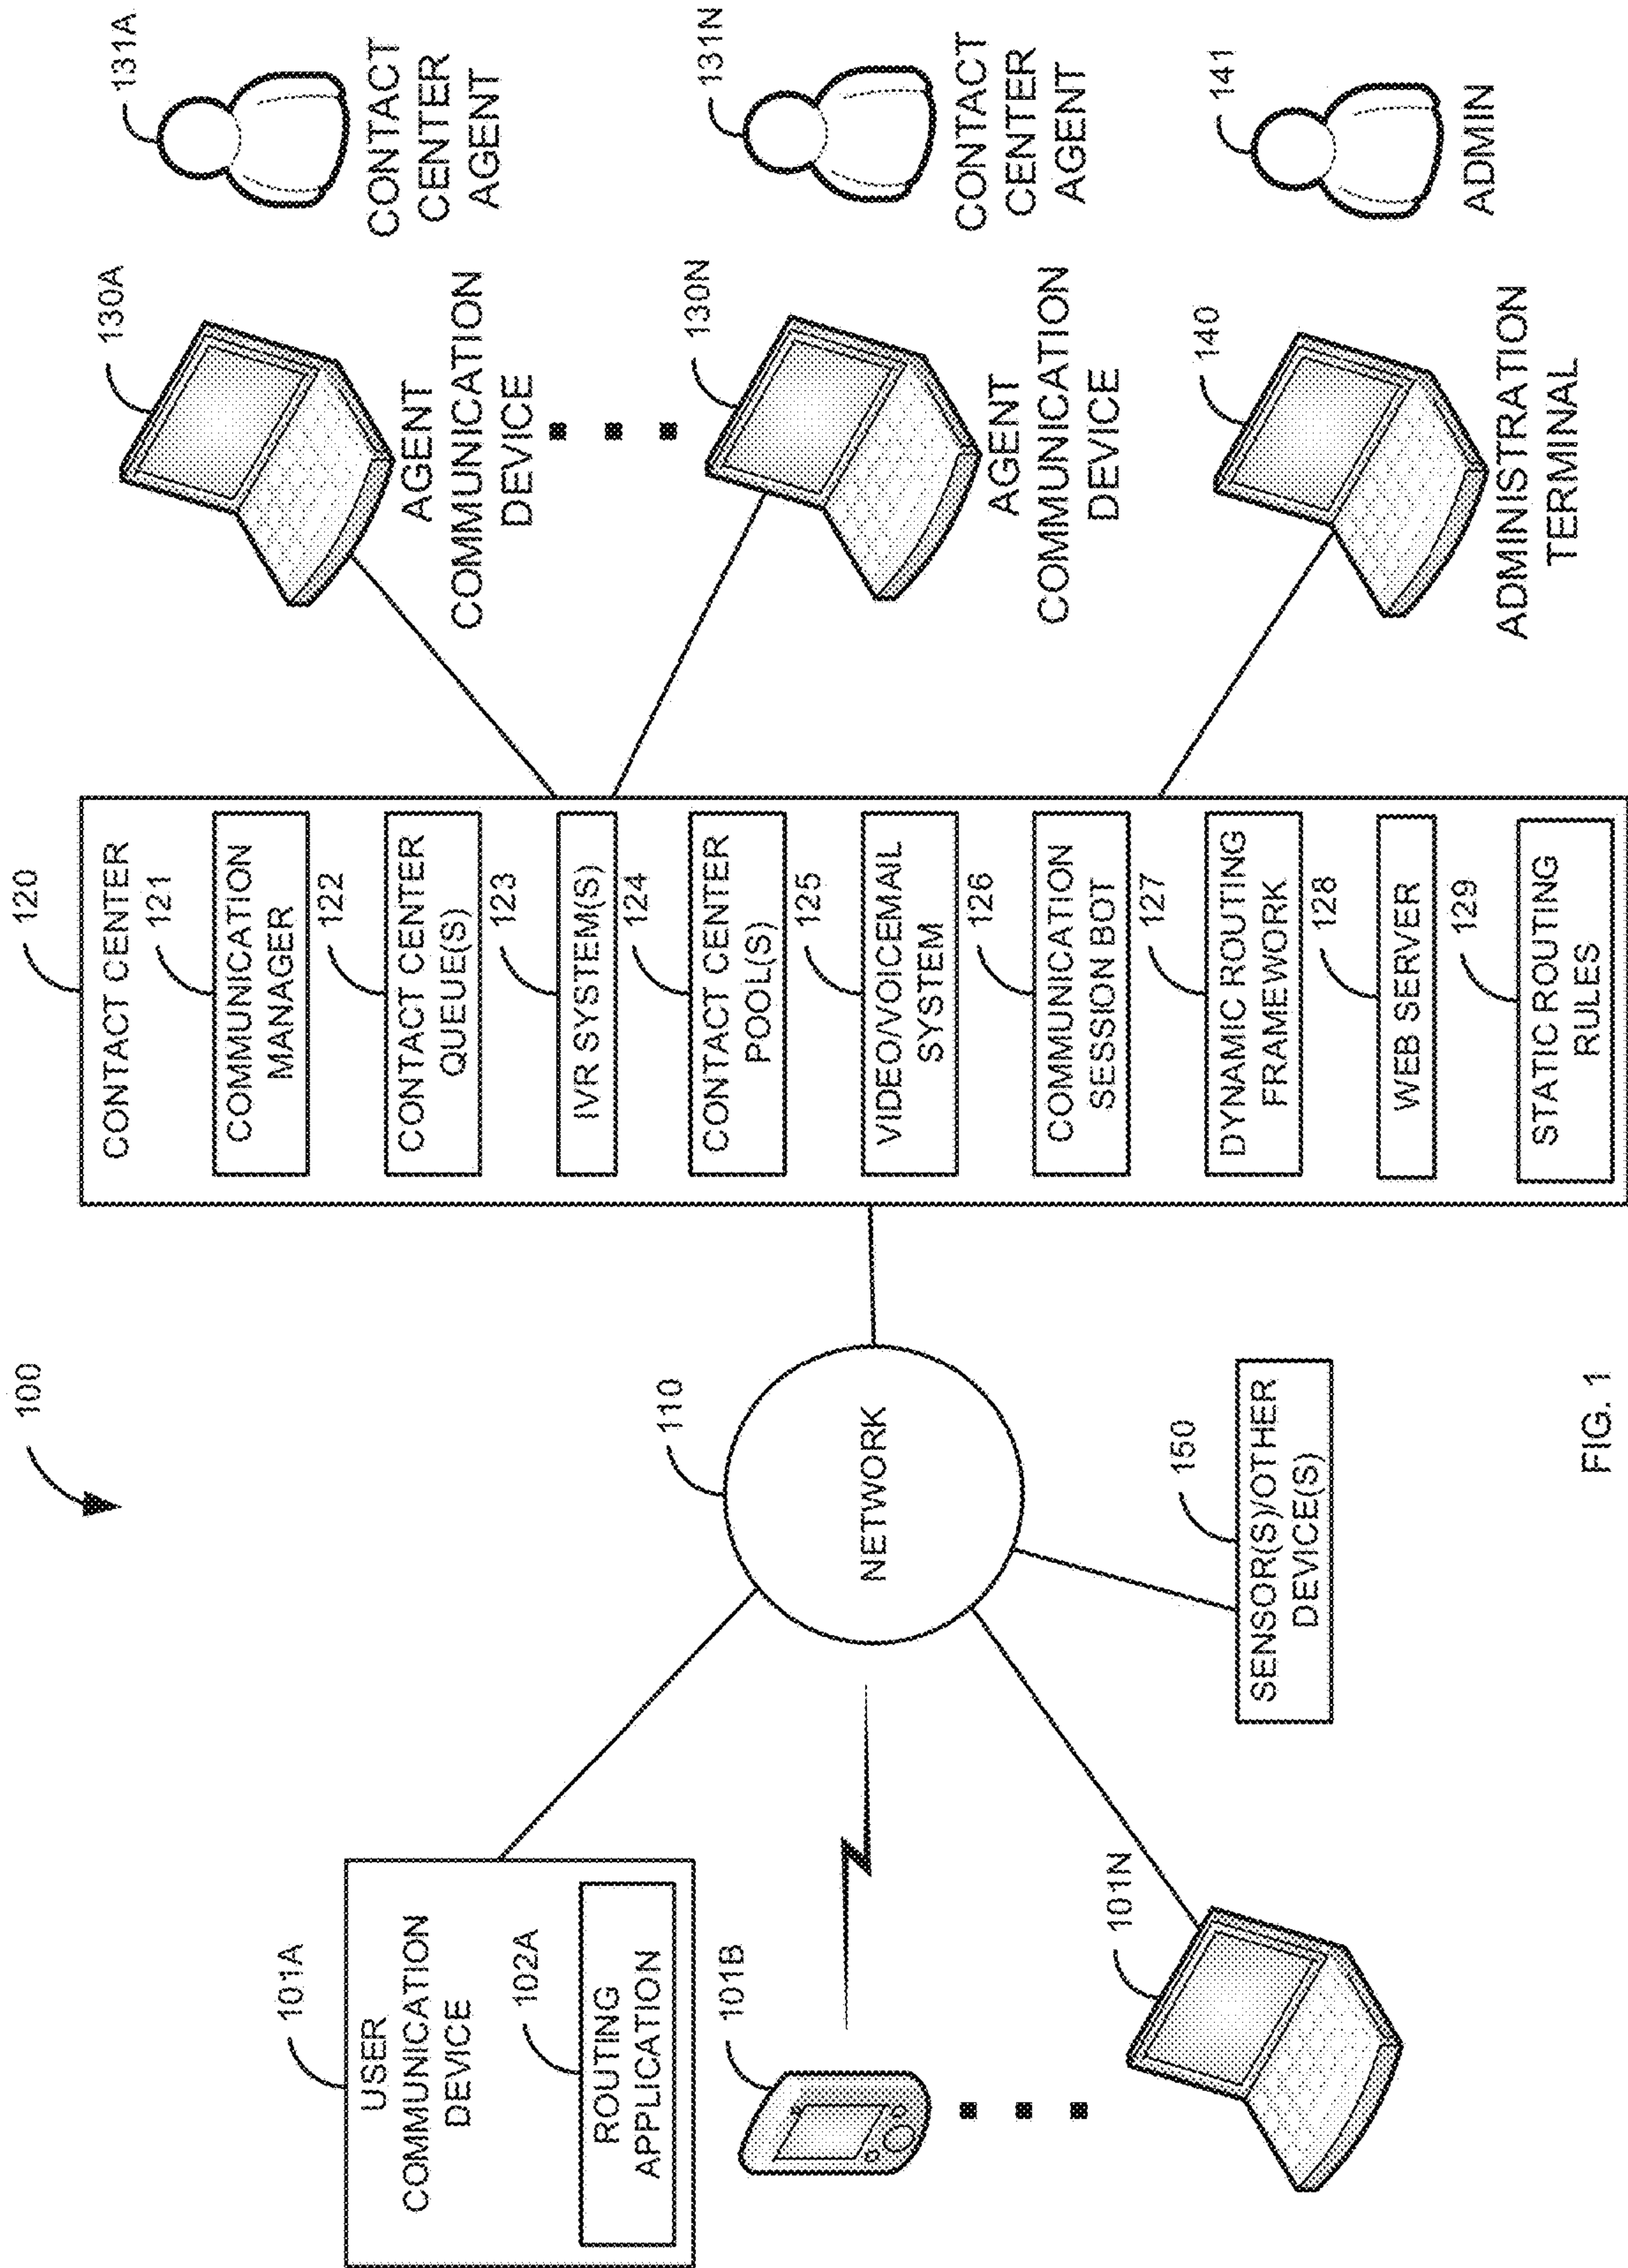 100
101A
USER
COMMUNICATION
DEVICE
102A
ROUTING
APPLICATION
101B
101N
110
NETWORK
150
SENSOR(S)/OTHER
DEVICE(S)
120
CONTACT CENTER
121
COMMUNICATION
MANAGER
122
CONTACT CENTER
QUEUE(S)
123
IVR SYSTEM(S)
124
CONTACT CENTER
POOL(S)
125
VIDEO/VOICEMAIL
SYSTEM
126
COMMUNICATION
SESSION BOT
127
DYNAMIC ROUTING
FRAMEWORK
128
WEB SERVER
129
STATIC ROUTING
RULES
130A
AGENT
COMMUNICATION
DEVICE
131A
CONTACT
CENTER
AGENT
130N
AGENT
COMMUNICATION
DEVICE
131N
CONTACT
CENTER
AGENT
140
ADMINISTRATION
TERMINAL
141
ADMIN
FIG. 1